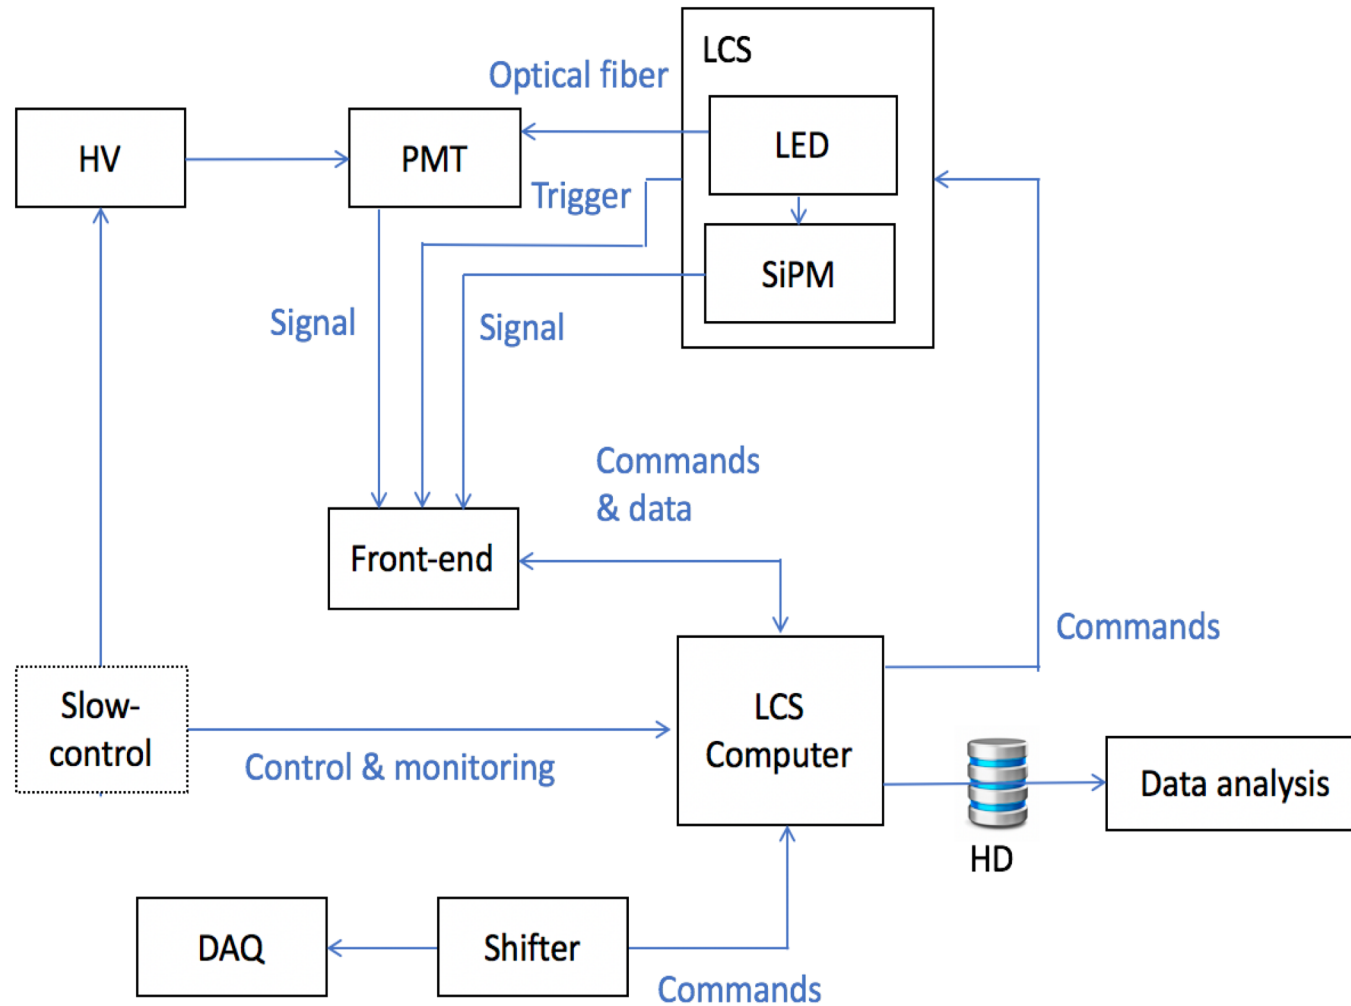 LCS
Optical fiber
LED
HV
PMT
Trigger
SiPM
Signal
Signal
Commands
& data
Front-end
Commands
Slow-
control
LCS
Computer
Control & monitoring
Data analysis
HD
DAQ
Shifter
Commands